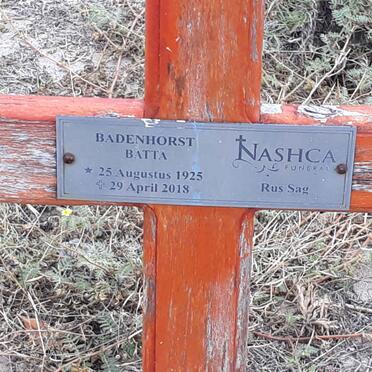 BADENHORST
BATTA
* 25 Augustus 1925
✝ 29 April 2018
NASHCA
FUNERAL
Rus Sag